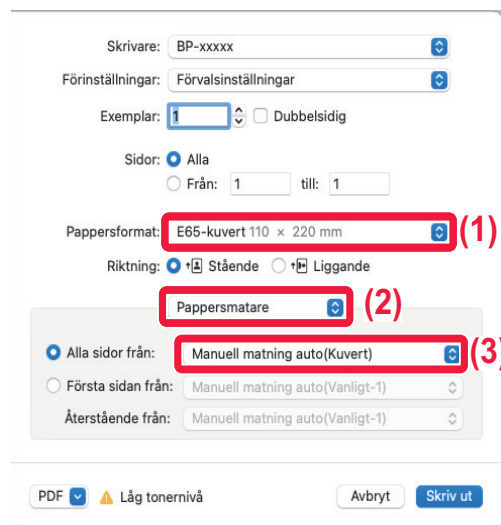 Skrivare: BP-xxxxx
Förinställningar: Förvalsinställningar
Exemplar: 1 Dubbelsidig
Sidor: Alla
Från: 1 till: 1
Pappersformat: E65-kuvert 110 × 220 mm (1)
Riktning: Stående Liggande
Pappersmatare (2)
Alla sidor från: Manuell matning auto(Kuvert) (3)
Första sidan från: Manuell matning auto(Vanligt-1)
Återstående från: Manuell matning auto(Vanligt-1)
PDF Låg tonernivå Avbryt Skriv ut